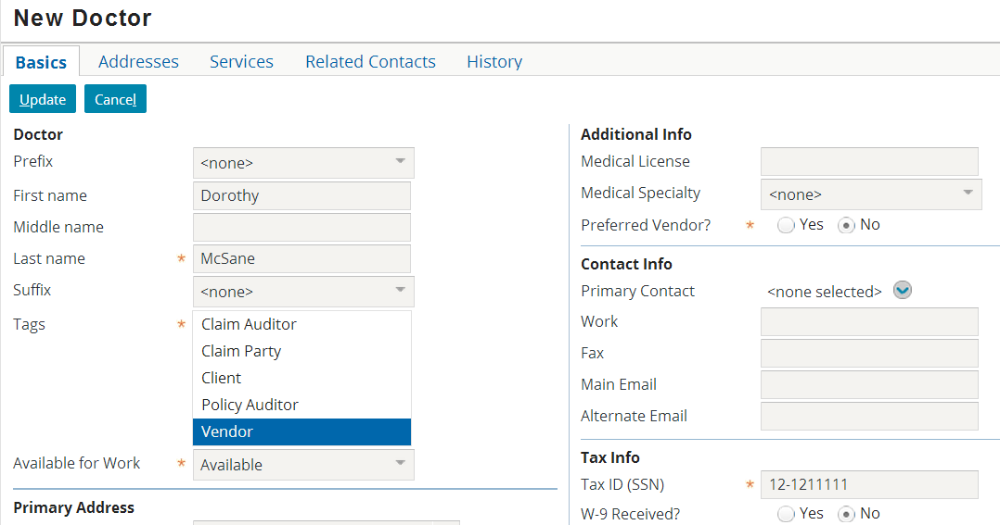 New Doctor
Basics Addresses Services Related Contacts History
Update Cancel
Doctor
Prefix <none>
First name Dorothy
Middle name
Last name * McSane
Suffix <none>
Tags * Claim Auditor
Claim Party
Client
Policy Auditor
Vendor
Available for Work * Available
Primary Address
Additional Info
Medical License
Medical Specialty <none>
Preferred Vendor? * Yes No
Contact Info
Primary Contact <none selected>
Work
Fax
Main Email
Alternate Email
Tax Info
Tax ID (SSN) * 12-1211111
W-9 Received? Yes No